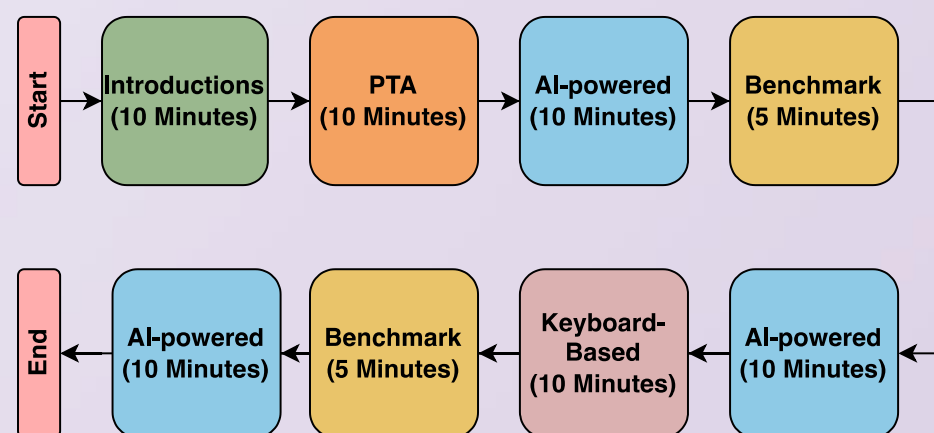 Start
Introductions
(10 Minutes)
PTA
(10 Minutes)
AI-powered
(10 Minutes)
Benchmark
(5 Minutes)
End
AI-powered
(10 Minutes)
Benchmark
(5 Minutes)
Keyboard-
Based
(10 Minutes)
AI-powered
(10 Minutes)